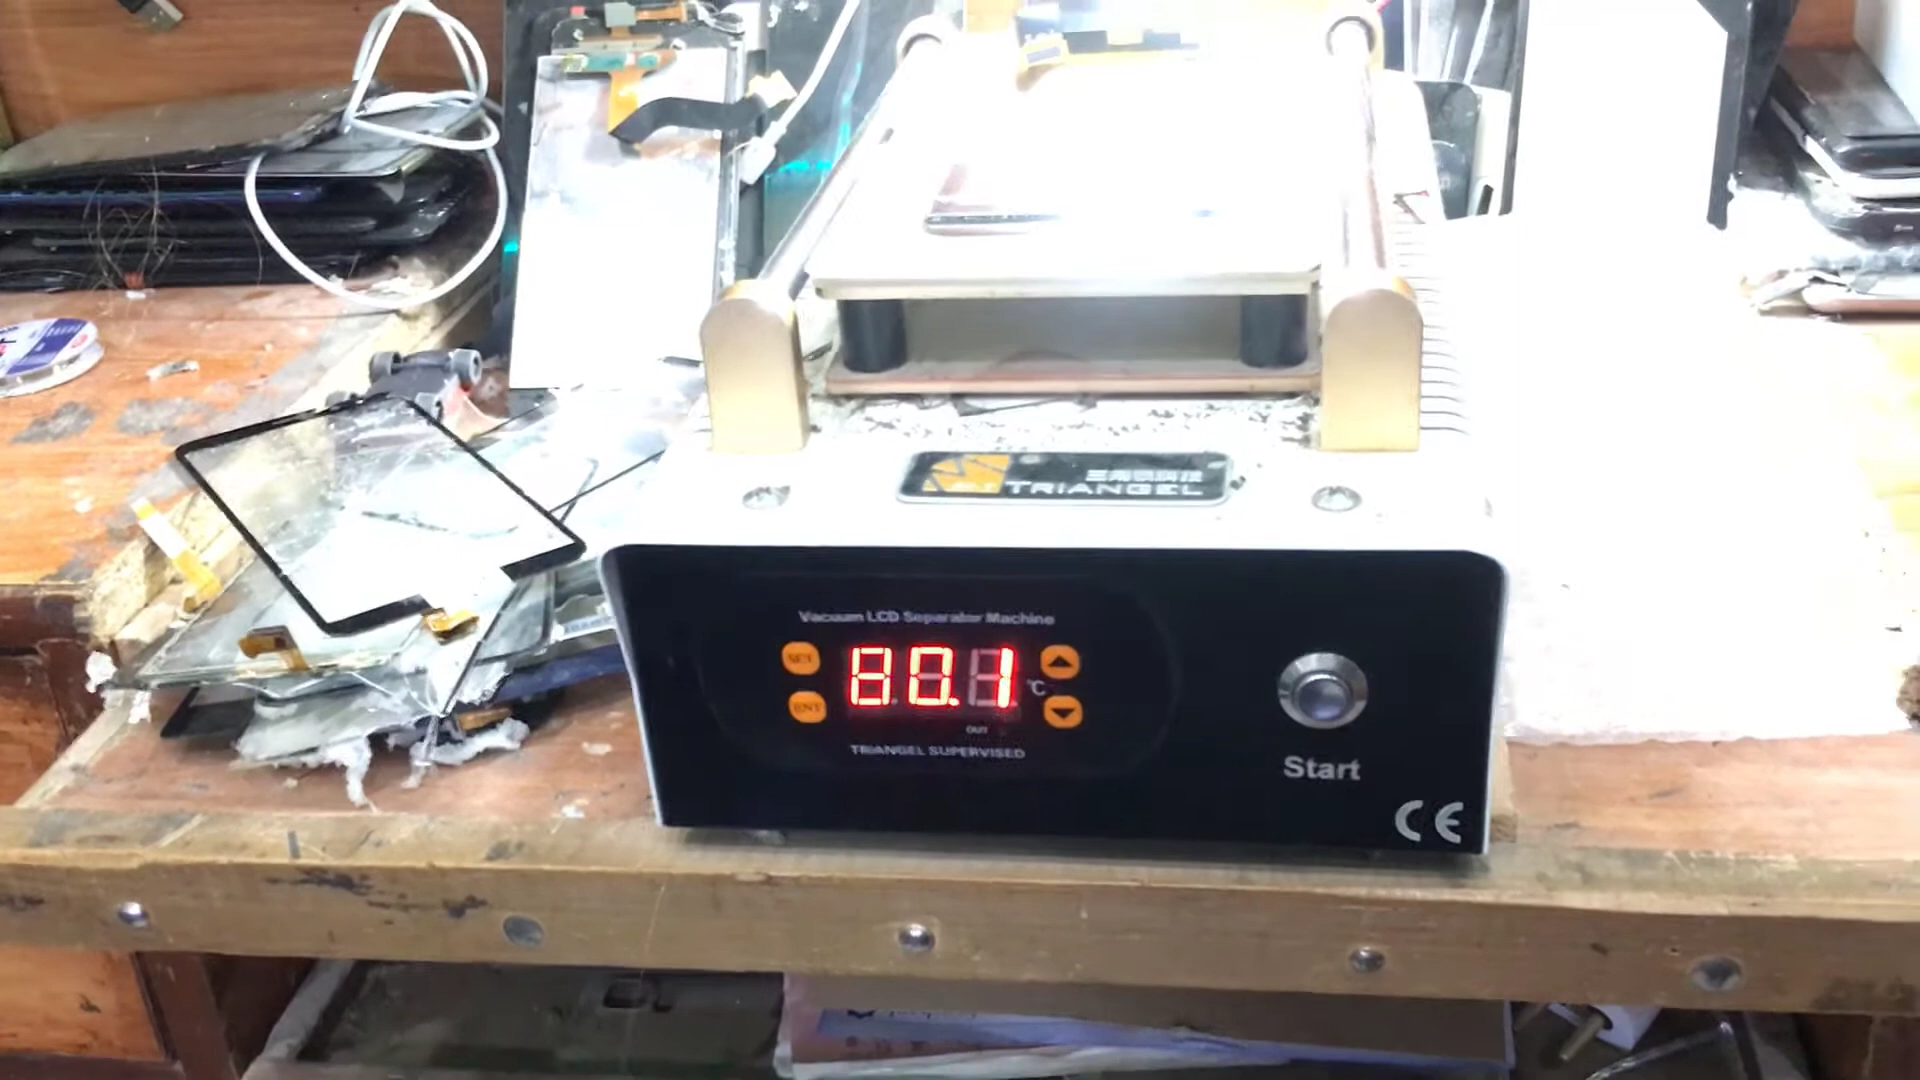 TRIANGEL
Vacuum LCD Separator Machine
SET
80.1
°C
ENT
OUT
TRIANGEL SUPERVISED
Start
CE